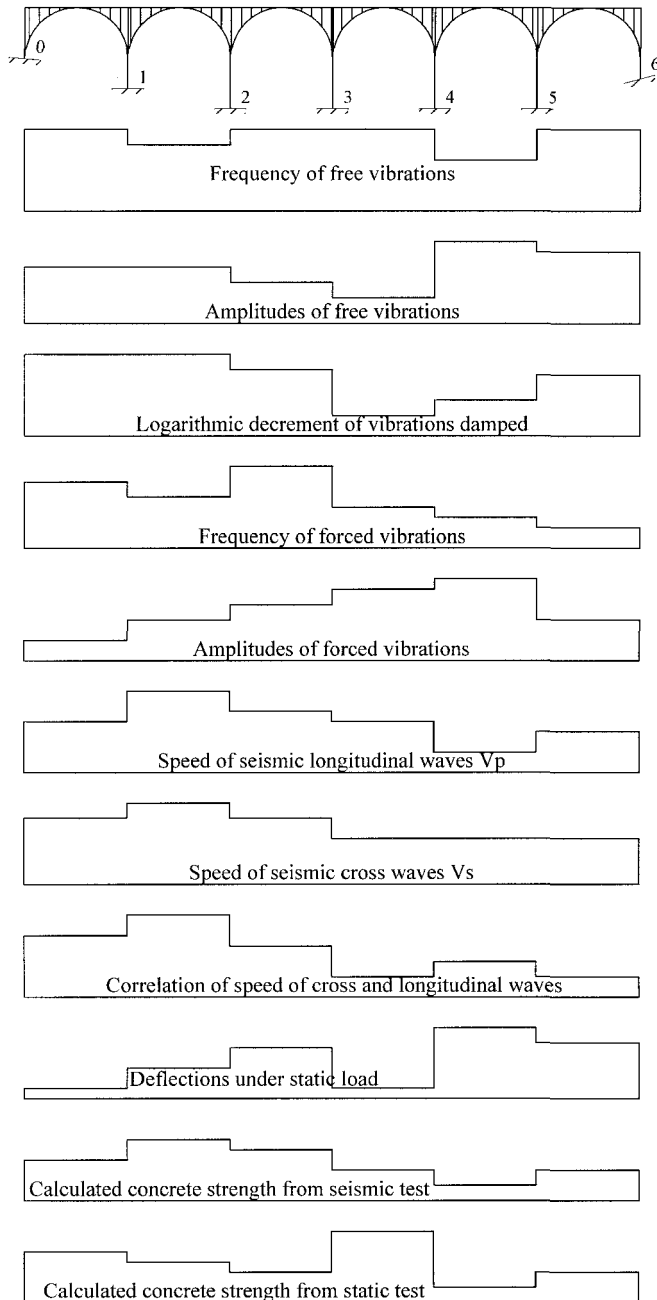 0
1
2
3
4
5
6
Frequency of free vibrations
Amplitudes of free vibrations
Logarithmic decrement of vibrations damped
Frequency of forced vibrations
Amplitudes of forced vibrations
Speed of seismic longitudinal waves Vp
Speed of seismic cross waves Vs
Correlation of speed of cross and longitudinal waves
Deflections under static load
Calculated concrete strength from seismic test
Calculated concrete strength from static test